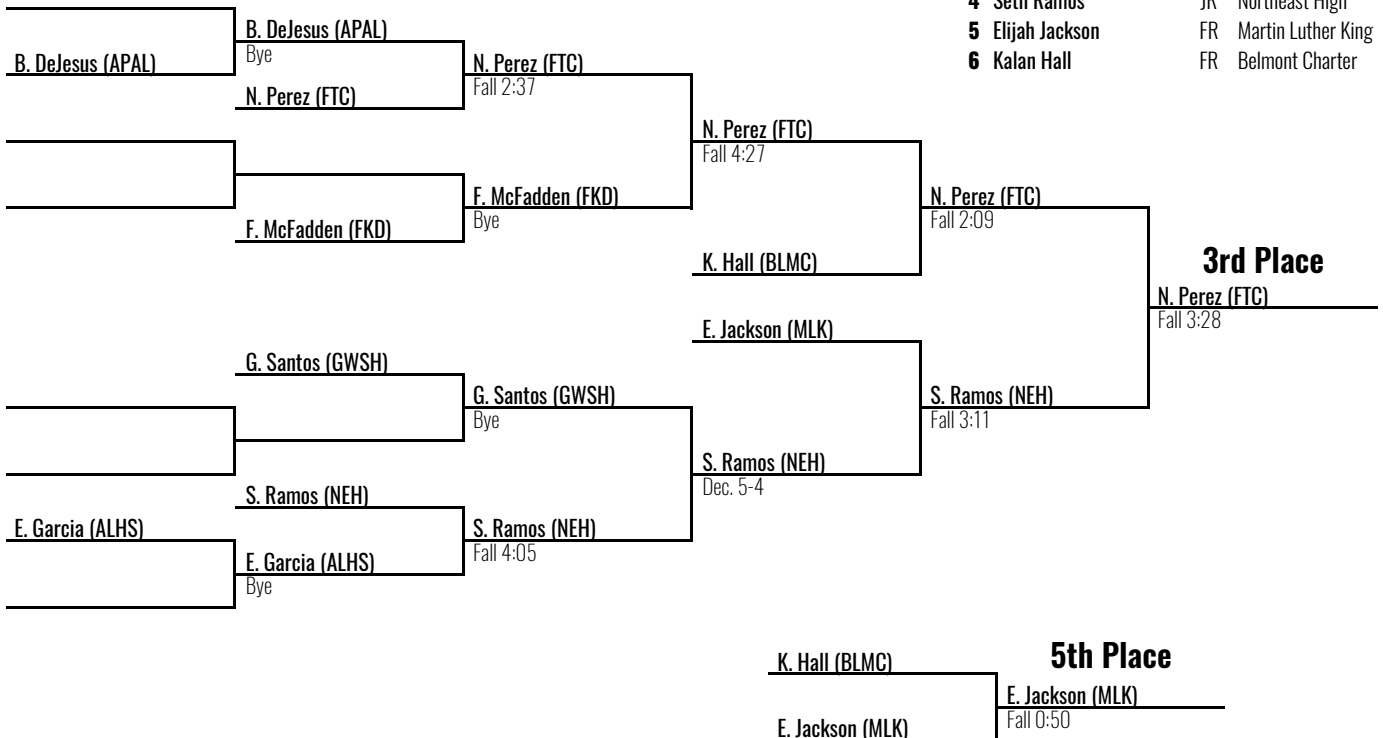 4 Seth Ramos JR Northeast High
5 Elijah Jackson FR Martin Luther King
6 Kalan Hall FR Belmont Charter
B. DeJesus (APAL)
B. DeJesus (APAL)
Bye
N. Perez (FTC)
N. Perez (FTC)
Fall 2:37
F. McFadden (FKD)
F. McFadden (FKD)
Bye
N. Perez (FTC)
Fall 4:27
K. Hall (BLMC)
N. Perez (FTC)
Fall 2:09
3rd Place
N. Perez (FTC)
Fall 3:28
E. Jackson (MLK)
G. Santos (GWSH)
G. Santos (GWSH)
Bye
S. Ramos (NEH)
Fall 3:11
S. Ramos (NEH)
Dec. 5-4
S. Ramos (NEH)
E. Garcia (ALHS)
E. Garcia (ALHS)
Bye
S. Ramos (NEH)
Fall 4:05
5th Place
K. Hall (BLMC)
E. Jackson (MLK)
Fall 0:50
E. Jackson (MLK)